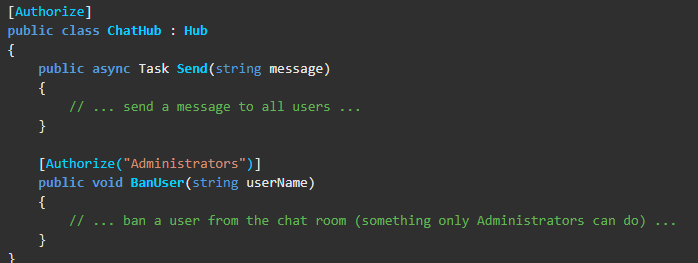 [Authorize]
public class ChatHub : Hub
{
    public async Task Send(string message)
    {
        // ... send a message to all users ...
    }

    [Authorize("Administrators")]
    public void BanUser(string userName)
    {
        // ... ban a user from the chat room (something only Administrators can do) ...
    }
}